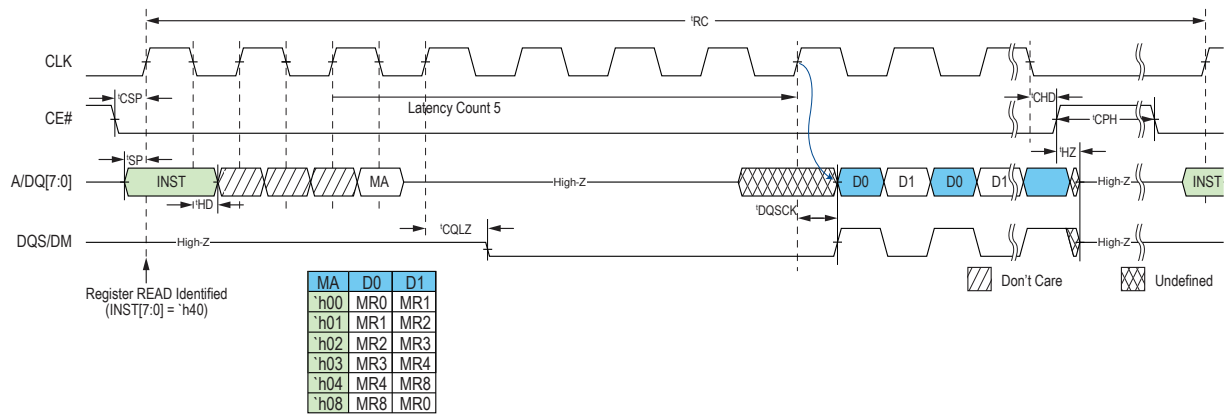 tRC
CLK
tCSP
Latency Count 5
tCHD
CE#
tCPH
tSP
tHZ
A/DQ[7:0]
INST
MA
High-Z
D0
D1
D0
D1
High-Z
INST
tHD
tDQSCK
tCQLZ
DQS/DM
High-Z
High-Z
Register READ Identified
(INST[7:0] = `h40)
Don't Care
Undefined
MA D0 D1
`h00 MR0 MR1
`h01 MR1 MR2
`h02 MR2 MR3
`h03 MR3 MR4
`h04 MR4 MR8
`h08 MR8 MR0